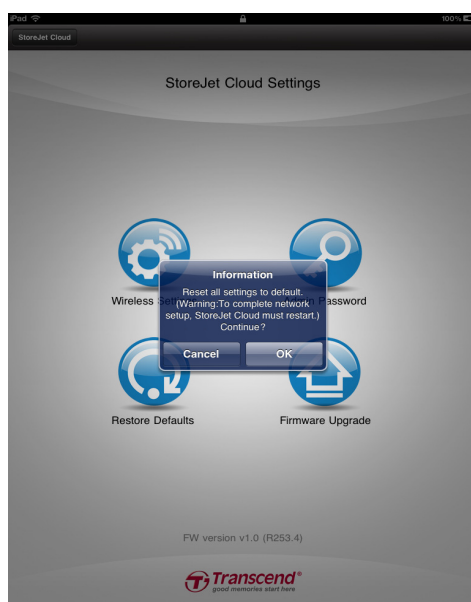 iPad
100%
StoreJet Cloud
StoreJet Cloud Settings
Information
Reset all settings to default.
(Warning:To complete network
setup, StoreJet Cloud must restart.)
Continue?
Cancel
OK
Wireless
Password
Restore Defaults
Firmware Upgrade
FW version v1.0 (R253.4)
Transcend®
good memories start here